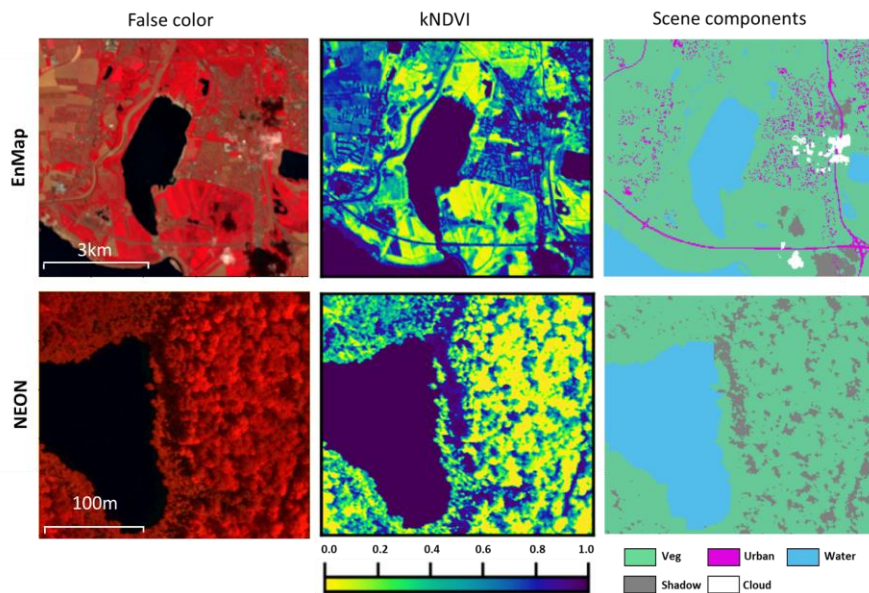 False color kNDVI Scene components
EnMap
3km
NEON
100m
0.0 0.2 0.4 0.6 0.8 1.0
Veg Urban Water
Shadow Cloud